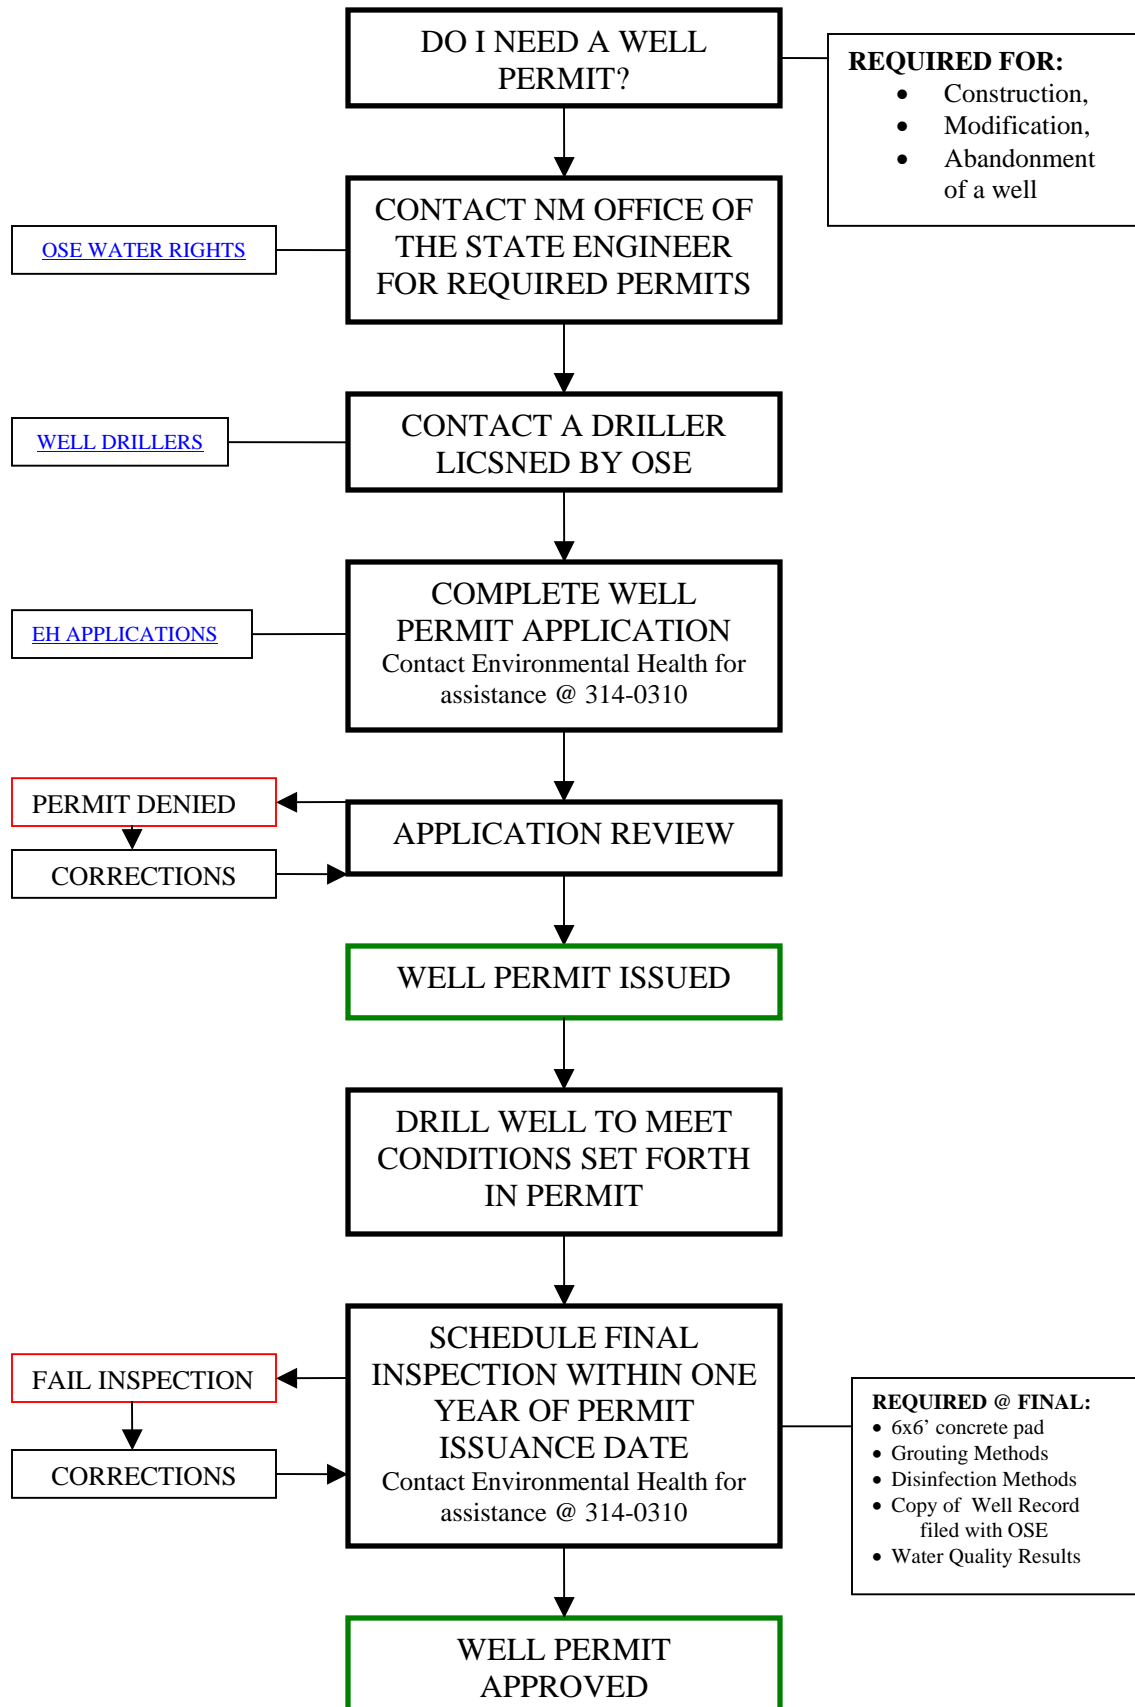 DO I NEED A WELL
PERMIT?
REQUIRED FOR:
• Construction,
• Modification,
• Abandonment
of a well
CONTACT NM OFFICE OF
THE STATE ENGINEER
FOR REQUIRED PERMITS
OSE WATER RIGHTS
CONTACT A DRILLER
LICSNED BY OSE
WELL DRILLERS
COMPLETE WELL
PERMIT APPLICATION
Contact Environmental Health for
assistance @ 314-0310
EH APPLICATIONS
PERMIT DENIED
APPLICATION REVIEW
CORRECTIONS
WELL PERMIT ISSUED
DRILL WELL TO MEET
CONDITIONS SET FORTH
IN PERMIT
SCHEDULE FINAL
INSPECTION WITHIN ONE
YEAR OF PERMIT
ISSUANCE DATE
Contact Environmental Health for
assistance @ 314-0310
FAIL INSPECTION
CORRECTIONS
REQUIRED @ FINAL:
• 6x6’ concrete pad
• Grouting Methods
• Disinfection Methods
• Copy of Well Record
filed with OSE
• Water Quality Results
WELL PERMIT
APPROVED